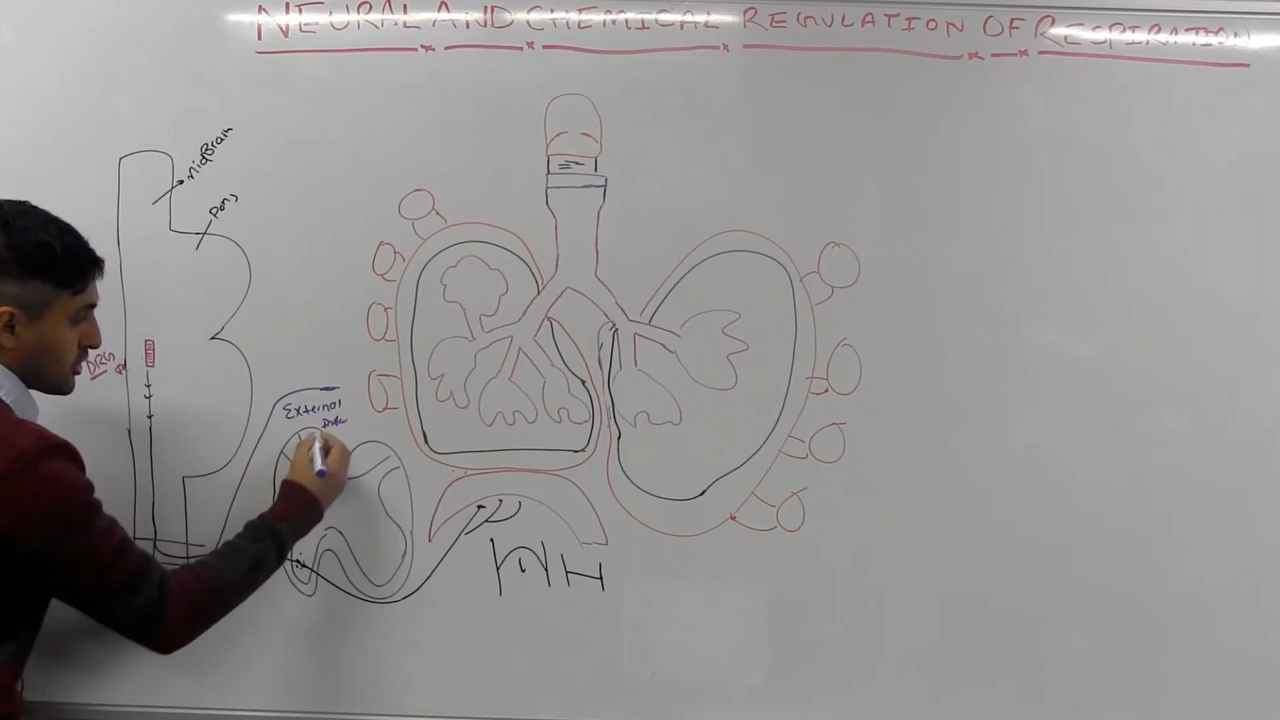 NEURAL AND CHEMICAL REGULATION OF RESPIRATION
MidBrain
Pons
DRG
External